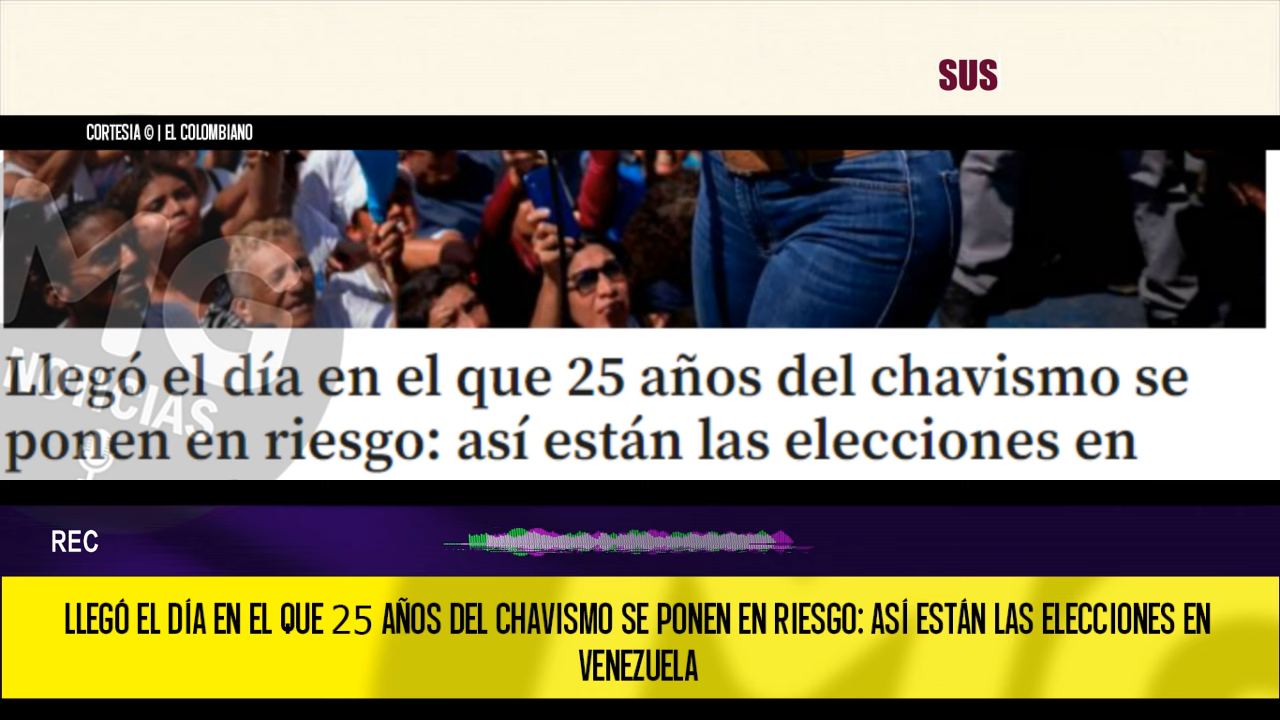 SUS
CORTESIA © | EL COLOMBIANO
MG
NOTICIAS
Llegó el día en el que 25 años del chavismo se
ponen en riesgo: así están las elecciones en
REC
LLEGÓ EL DÍA EN EL QUE 25 AÑOS DEL CHAVISMO SE PONEN EN RIESGO: ASÍ ESTÁN LAS ELECCIONES EN
VENEZUELA